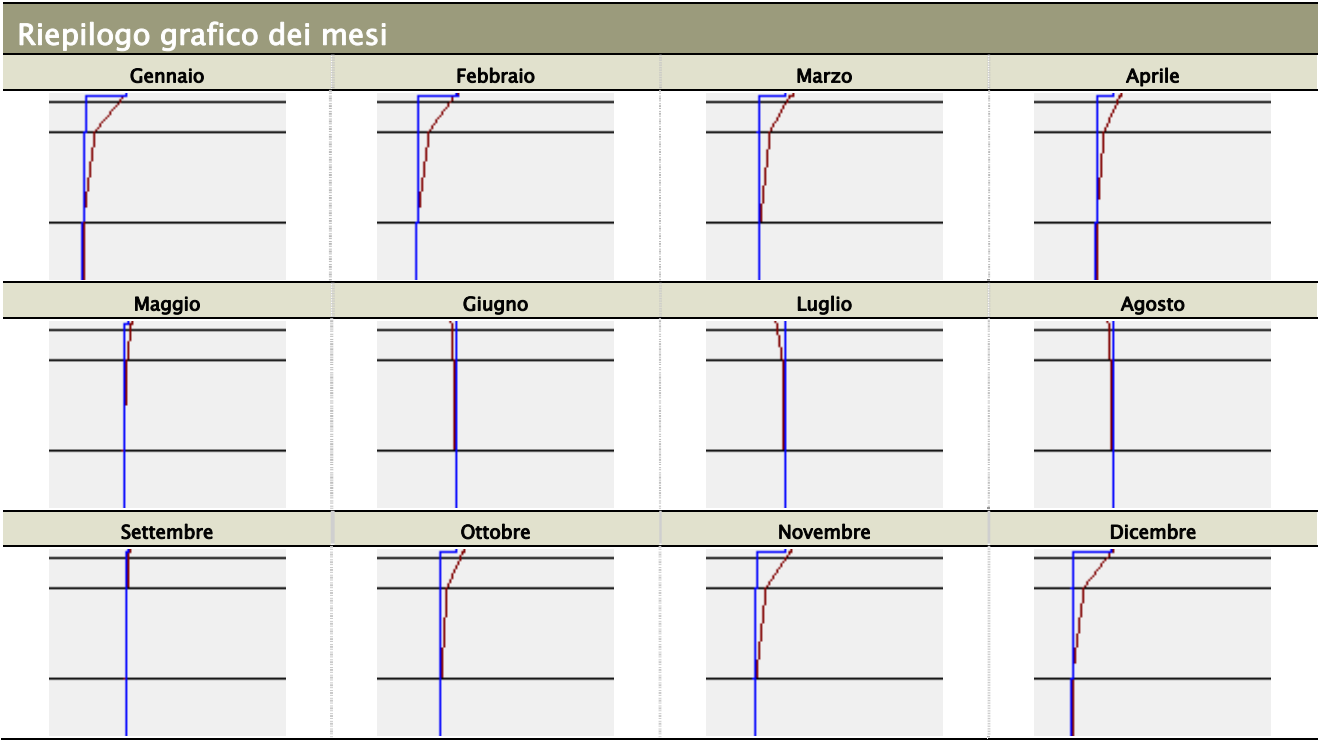 Riepilogo grafico dei mesi
Gennaio Febbraio Marzo Aprile
Maggio Giugno Luglio Agosto
Settembre Ottobre Novembre Dicembre